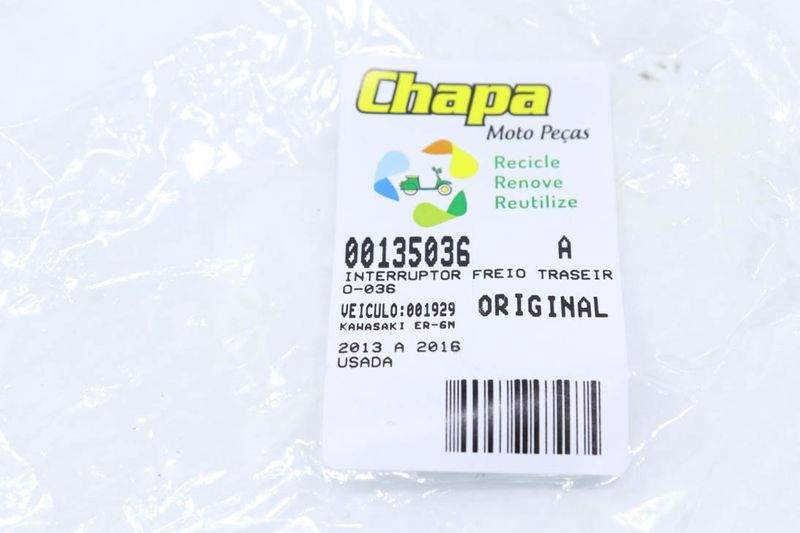 Chapa
Moto Peças
Recicle
Renove
Reutilize
00135036 A
INTERRUPTOR FREIO TRASEIR
O-036
VEICULO:001929 ORIGINAL
KAWASAKI ER-6N
2013 A 2016
USADA